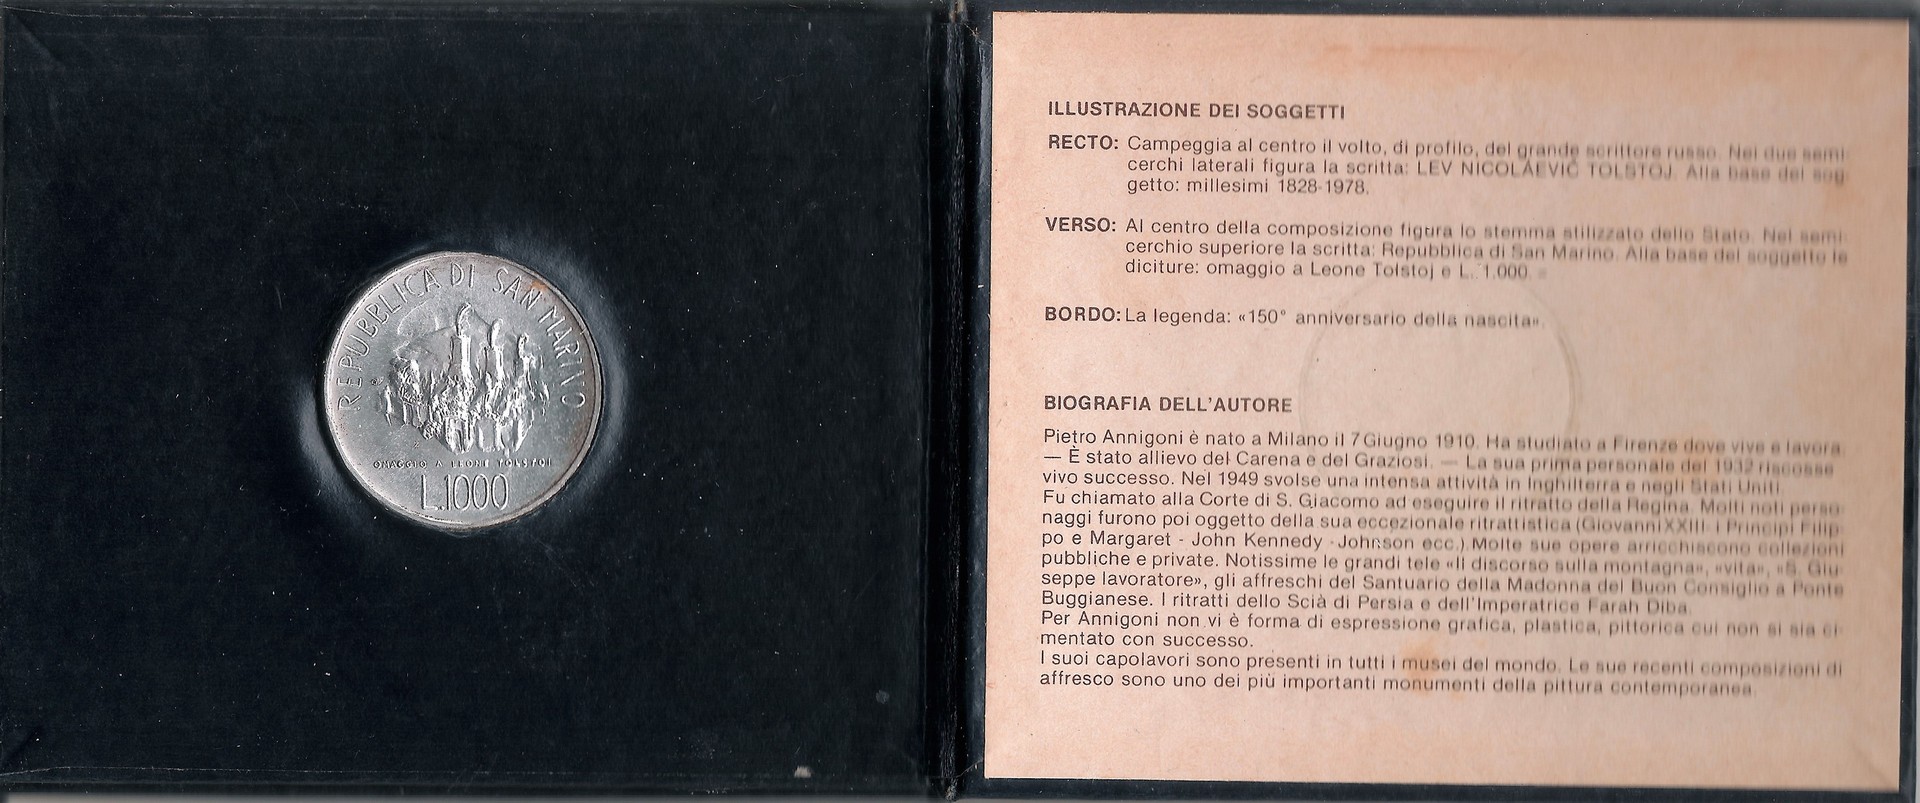 REPUBBLICA DI SAN MARINO
OMAGGIO A LEONE TOLSTOI
L.1000
ILLUSTRAZIONE DEI SOGGETTI
RECTO: Campeggia al centro il volto, di profilo, del grande scrittore russo. Nei due semi-
cerchi laterali figura la scritta: LEV NICOLÁEVIČ TOLSTOJ. Alla base del sog-
getto: millesimi 1828-1978.
VERSO: Al centro della composizione figura lo stemma stilizzato dello Stato. Nel semi-
cerchio superiore la scritta: Repubblica di San Marino. Alla base del soggetto le
diciture: omaggio a Leone Tolstoj e L. 1.000.
BORDO: La legenda: «150° anniversario della nascita».
BIOGRAFIA DELL'AUTORE
Pietro Annigoni è nato a Milano il 7 Giugno 1910. Ha studiato a Firenze dove vive e lavora.
— È stato allievo del Carena e del Graziosi. — La sua prima personale del 1932 riscosse
vivo successo. Nel 1949 svolse una intensa attività in Inghilterra e negli Stati Uniti.
Fu chiamato alla Corte di S. Giacomo ad eseguire il ritratto della Regina. Molti noti perso-
naggi furono poi oggetto della sua eccezionale ritrattistica (Giovanni XXIII- i Principi Filip-
po e Margaret - John Kennedy - Johnson ecc.) Molte sue opere arricchiscono collezioni
pubbliche e private. Notissime le grandi tele «Il discorso sulla montagna», «vita», «S. Giu-
seppe lavoratore», gli affreschi del Santuario della Madonna del Buon Consiglio a Ponte
Buggianese. I ritratti dello Scià di Persia e dell'Imperatrice Farah Diba.
Per Annigoni non vi è forma di espressione grafica, plastica, pittorica cui non si sia ci-
mentato con successo.
I suoi capolavori sono presenti in tutti i musei del mondo. Le sue recenti composizioni di
affresco sono uno dei più importanti monumenti della pittura contemporanea.